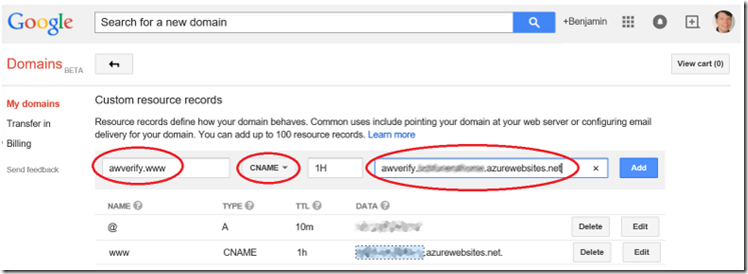 Google
Search for a new domain
+Benjamin
Domains BETA
View cart (0)
My domains
Transfer in
Billing
Send feedback
Custom resource records
Resource records define how your domain behaves. Common uses include pointing your domain at your web server or configuring email
delivery for your domain. You can add up to 100 resource records. Learn more
awverify.www CNAME 1H awverify. .azurewebsites.net × Add
NAME ? TYPE ? TTL ? DATA ?
@ A 10m Delete Edit
www CNAME 1h .azurewebsites.net. Delete Edit